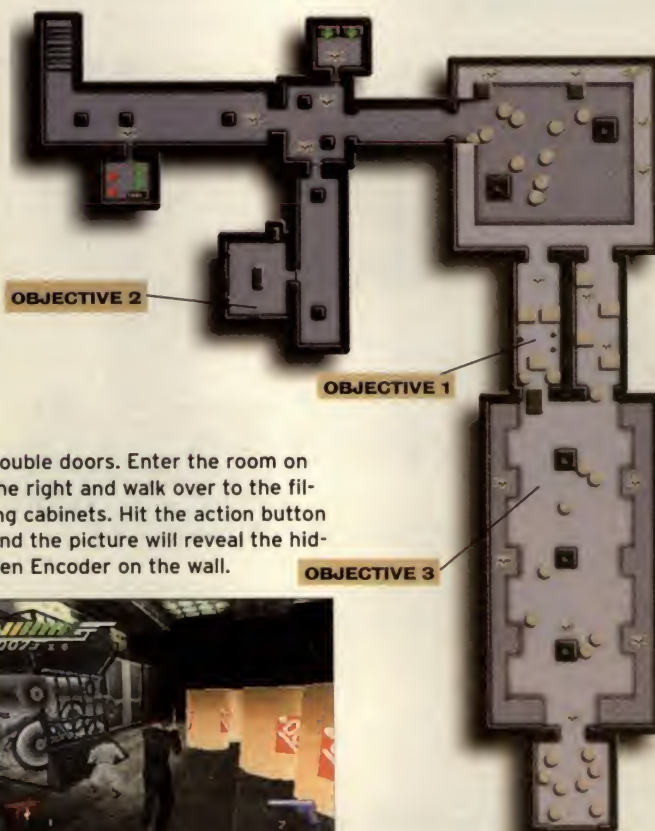 OBJECTIVE 2
OBJECTIVE 1
ouble doors. Enter the room on
he right and walk over to the fil-
ng cabinets. Hit the action button
nd the picture will reveal the hid-
en Encoder on the wall.
OBJECTIVE 3